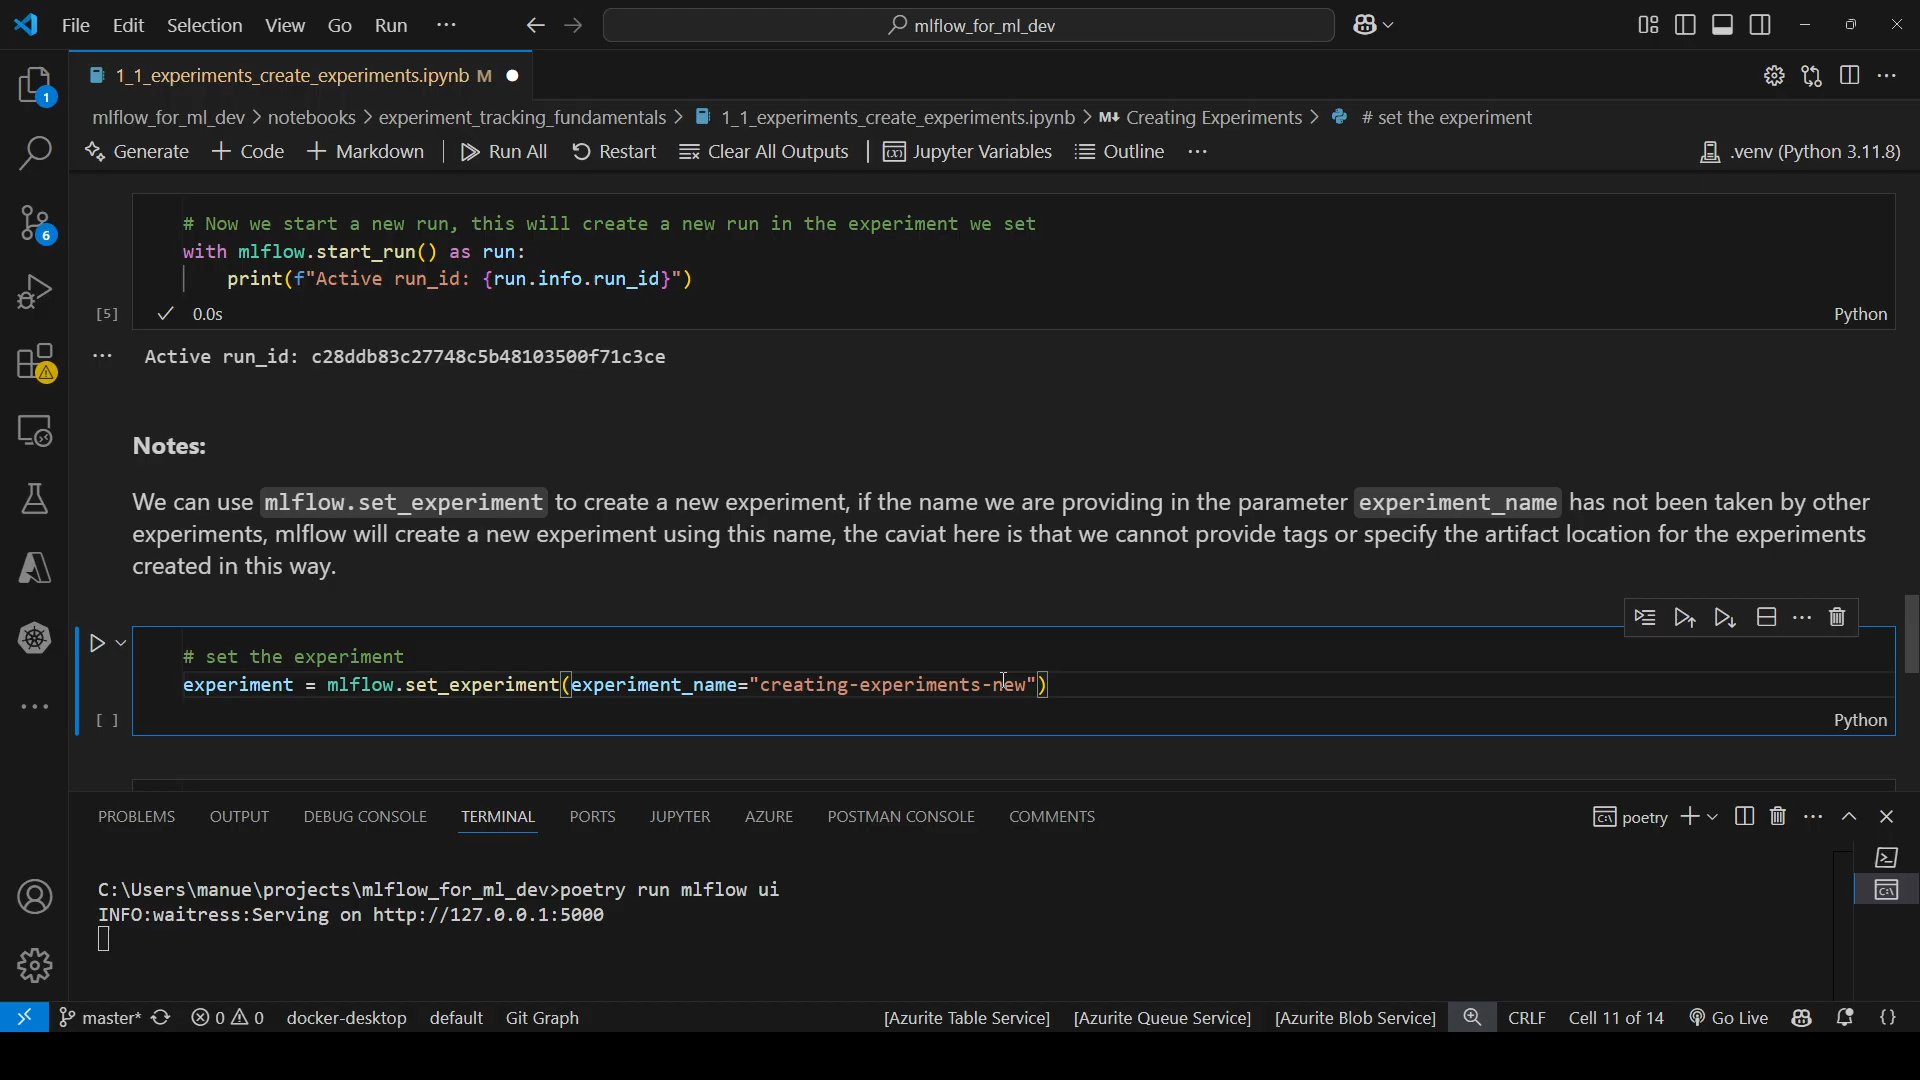 File Edit Selection View Go Run ··· mlflow_for_ml_dev
1_1_experiments_create_experiments.ipynb M
mlflow_for_ml_dev > notebooks > experiment_tracking_fundamentals > 1_1_experiments_create_experiments.ipynb > M↓ Creating Experiments > # set the experiment
Generate + Code + Markdown Run All Restart Clear All Outputs Jupyter Variables Outline ··· .venv (Python 3.11.8)
1
6
# Now we start a new run, this will create a new run in the experiment we set
with mlflow.start_run() as run:
print(f"Active run_id: {run.info.run_id}")
[5] ✓ 0.0s Python
··· Active run_id: c28ddb83c27748c5b48103500f71c3ce
Notes:
We can use mlflow.set_experiment to create a new experiment, if the name we are providing in the parameter experiment_name has not been taken by other
experiments, mlflow will create a new experiment using this name, the caviat here is that we cannot provide tags or specify the artifact location for the experiments
created in this way.
# set the experiment
experiment = mlflow.set_experiment(experiment_name="creating-experiments-new")
[ ] Python
PROBLEMS OUTPUT DEBUG CONSOLE TERMINAL PORTS JUPYTER AZURE POSTMAN CONSOLE COMMENTS poetry
C:\Users\manue\projects\mlflow_for_ml_dev>poetry run mlflow ui
INFO:waitress:Serving on http://127.0.0.1:5000
master* 0 0 docker-desktop default Git Graph [Azurite Table Service] [Azurite Queue Service] [Azurite Blob Service] CRLF Cell 11 of 14 Go Live {}